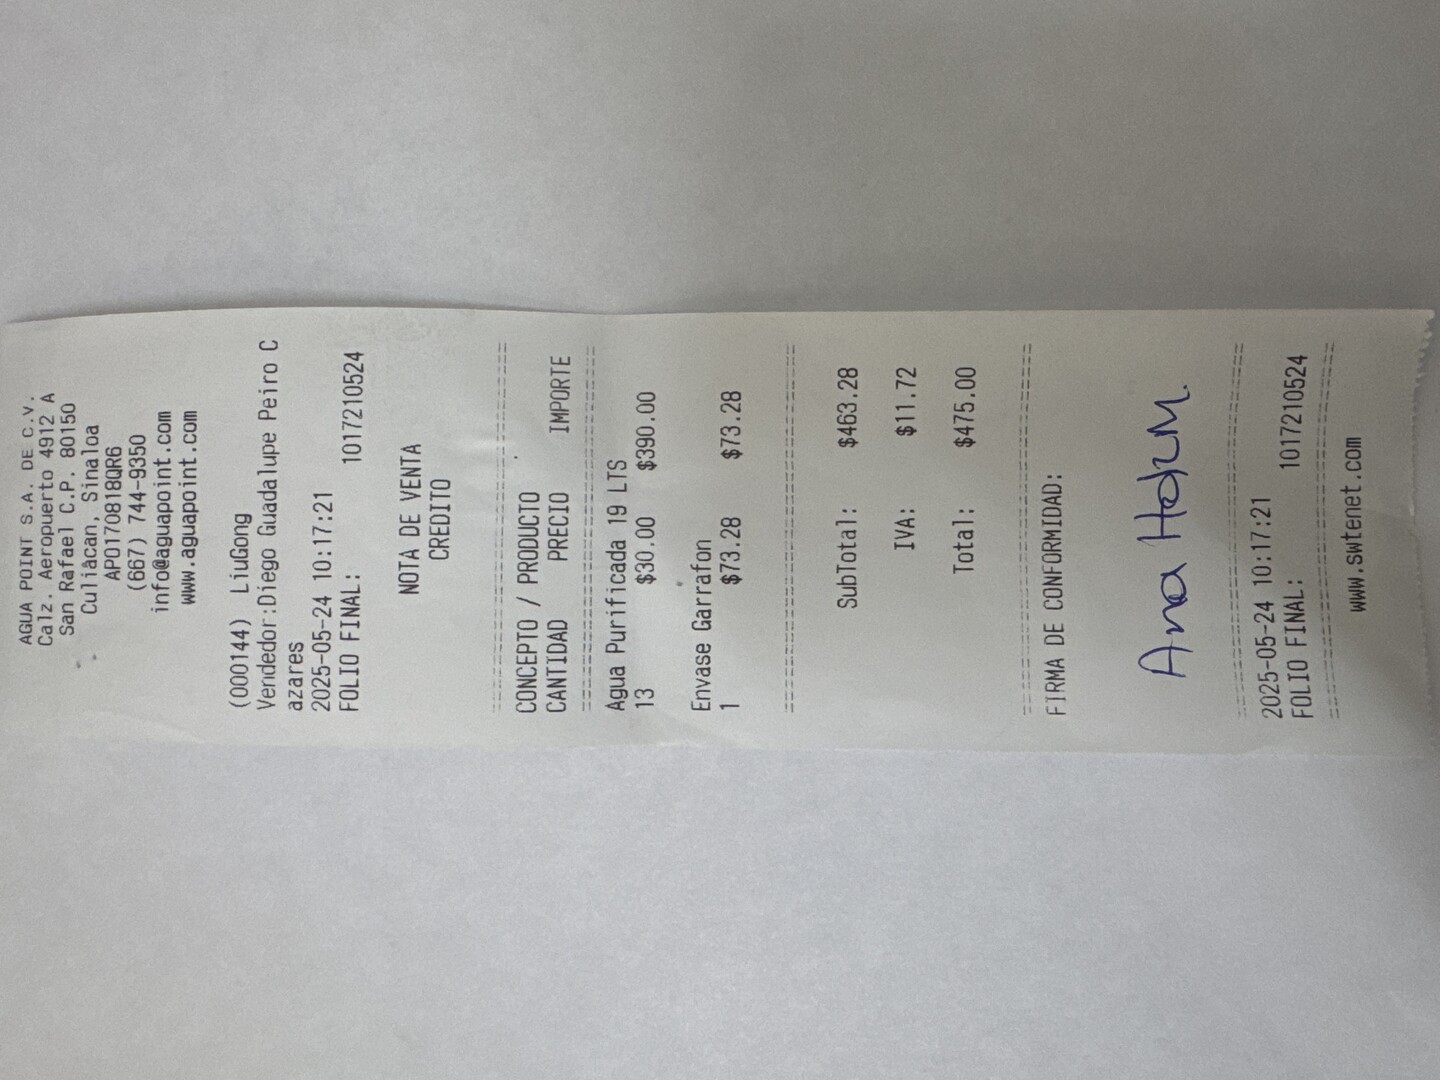 AGUA POINT S.A. DE C.V.
Calz. Aeropuerto 4912 A
San Rafael C.P. 80150
Culiacan, Sinaloa
APO170818QR6
(667) 744-9350
info@aguapoint.com
www.aguapoint.com
(000144) LiuGong
Vendedor:Diego Guadalupe Peiro C
azares
2025-05-24 10:17:21
FOLIO FINAL: 1017210524
NOTA DE VENTA
CREDITO
CONCEPTO / PRODUCTO
CANTIDAD PRECIO IMPORTE
Agua Purificada 19 LTS
13 $30.00 $390.00
Envase Garrafon
1 $73.28 $73.28
SubTotal: $463.28
IVA: $11.72
Total: $475.00
FIRMA DE CONFORMIDAD:
Ana
2025-05-24 10:17:21
FOLIO FINAL: 1017210524
www.swtenet.com